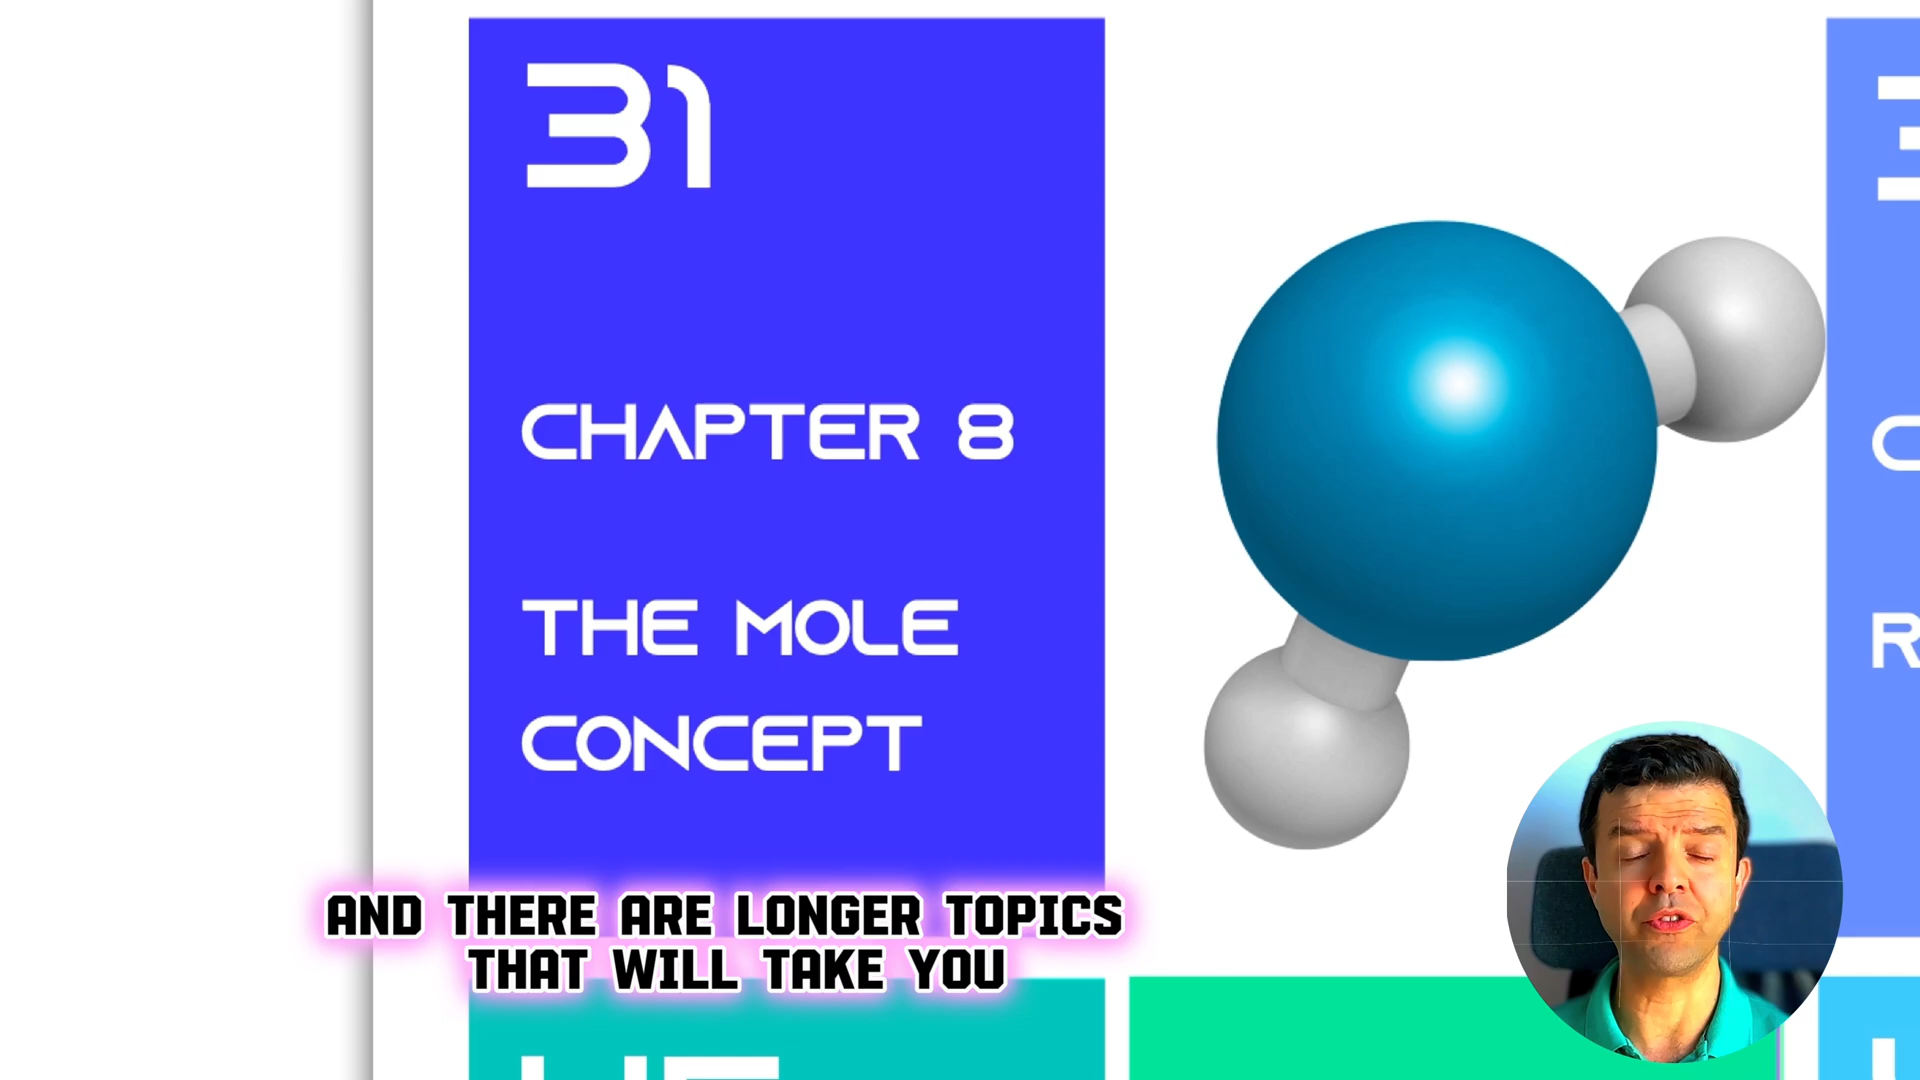 31
CHAPTER 8
THE MOLE
CONCEPT
AND THERE ARE LONGER TOPICS
THAT WILL TAKE YOU